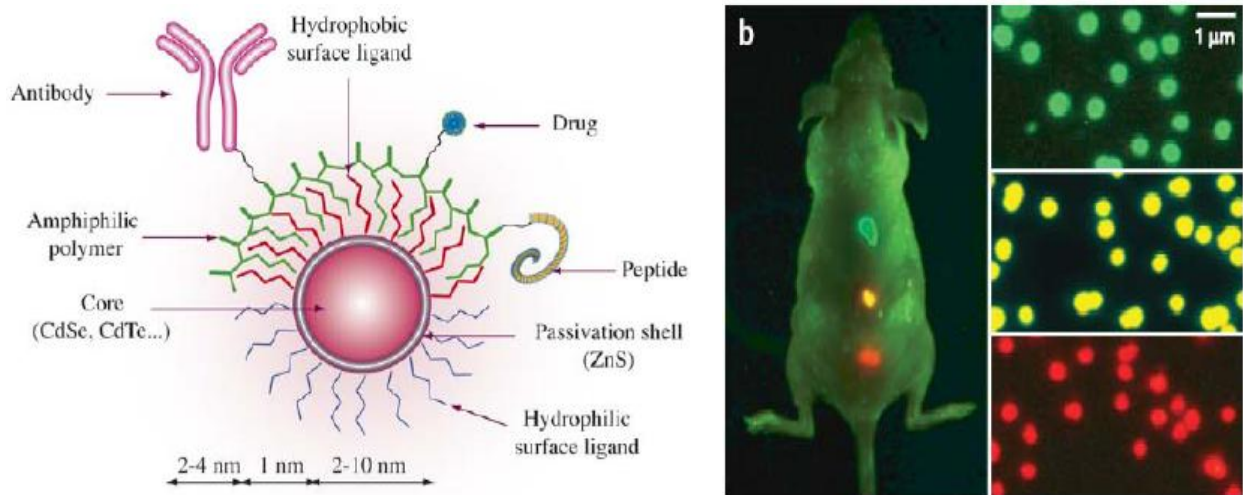 Hydrophobic
surface ligand
Antibody
Drug
Amphiphilic
polymer
Peptide
Core
(CdSe, CdTe...)
Passivation shell
(ZnS)
Hydrophilic
surface ligand
2-4 nm
1 nm
2-10 nm
b
1 µm